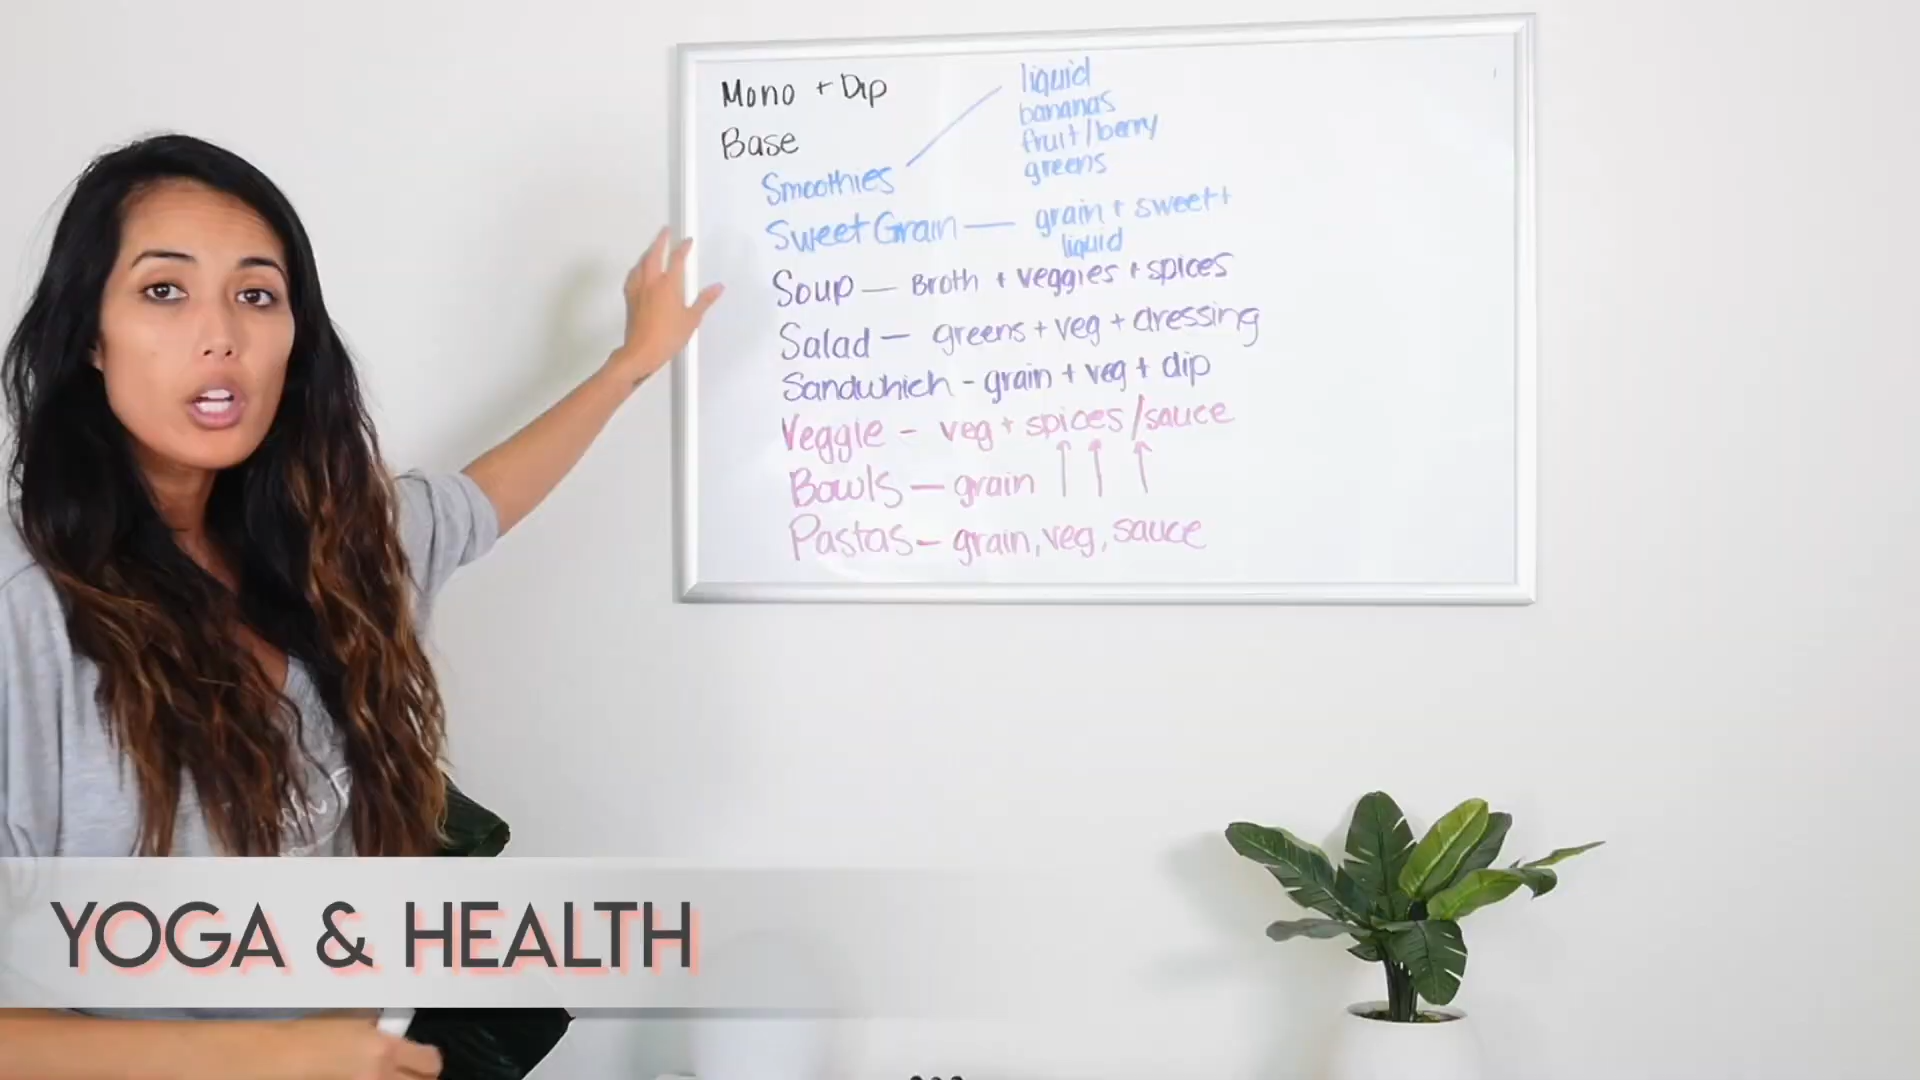 Mono + Dip
Base
Smoothies
liquid
bananas
fruit/berry
greens
Sweet Grain — grain + sweet +
liquid
Soup — Broth + veggies + spices
Salad — greens + veg + dressing
Sandwhich - grain + veg + dip
Veggie - veg + spices/sauce
Bowls — grain ↑ ↑ ↑
Pastas — grain, veg, sauce
YOGA & HEALTH